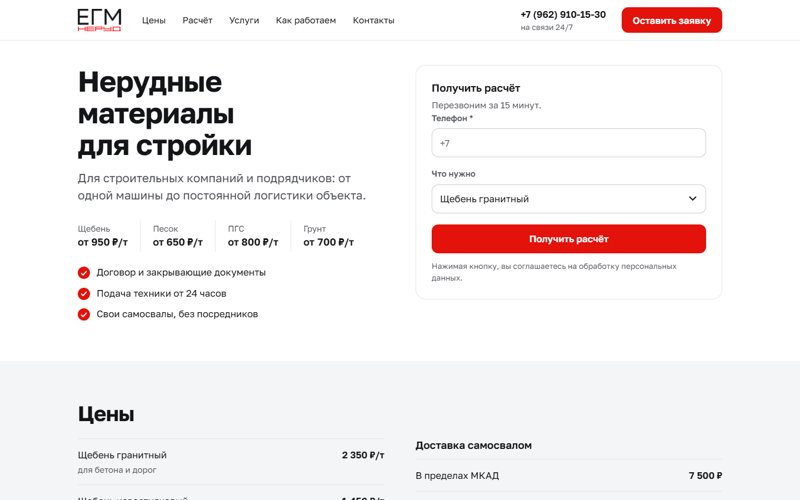 ЕГМ
НЕРУД
Цены
Расчёт
Услуги
Как работаем
Контакты
+7 (962) 910-15-30
на связи 24/7
Оставить заявку
Нерудные
материалы
для стройки
Для строительных компаний и подрядчиков: от
одной машины до постоянной логистики объекта.
Щебень
от 950 ₽/т
Песок
от 650 ₽/т
ПГС
от 800 ₽/т
Грунт
от 700 ₽/т
Договор и закрывающие документы
Подача техники от 24 часов
Свои самосвалы, без посредников
Получить расчёт
Перезвоним за 15 минут.
Телефон *
+7
Что нужно
Щебень гранитный
Получить расчёт
Нажимая кнопку, вы соглашаетесь на обработку персональных
данных.
Цены
Щебень гранитный
2 350 ₽/т
для бетона и дорог
Доставка самосвалом
В пределах МКАД
7 500 ₽